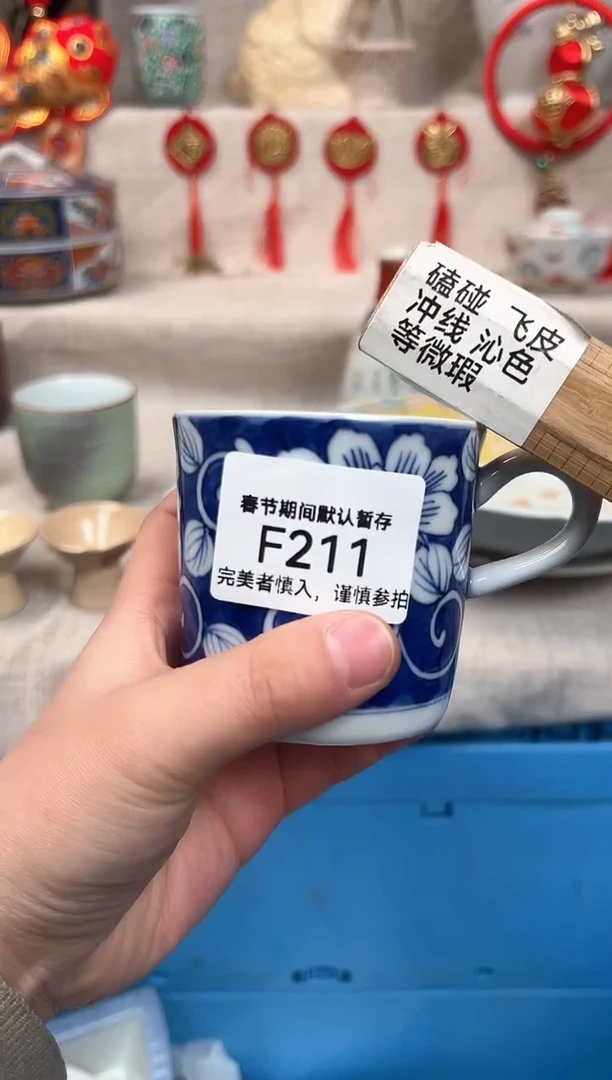 磕碰 飞皮
冲线 沁色
等微瑕
春节期间默认暂存
F211
完美者慎入，谨慎参拍